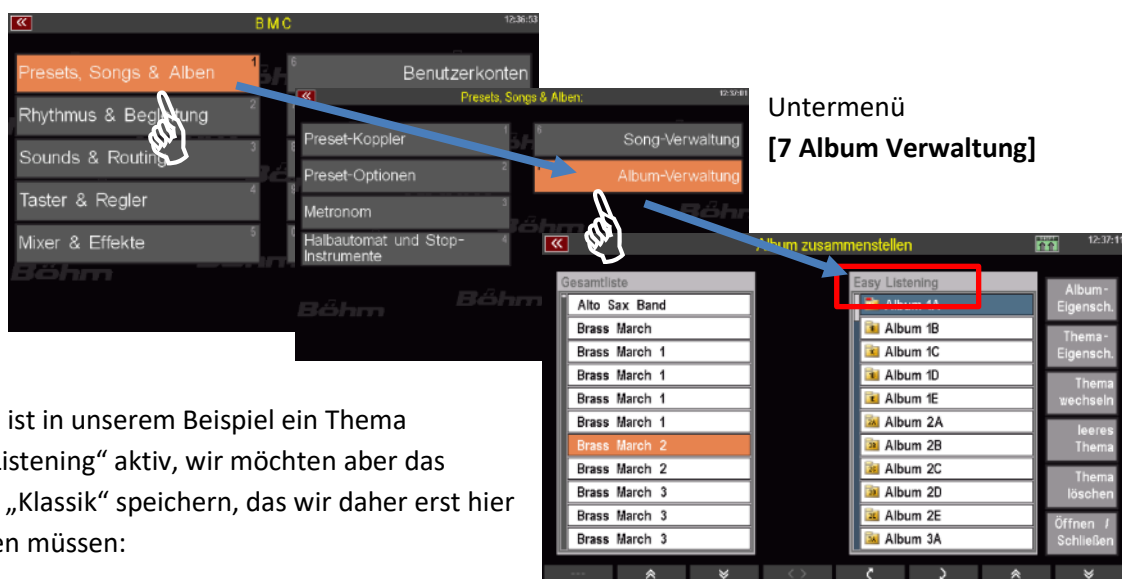 BMC
12:36:53
Presets, Songs & Alben 1
Rhythmus & Begleitung 2
Sounds & Routing 3
Taster & Regler 4
Mixer & Effekte 5
6 Benutzerkonten
Böhm
Presets, Songs & Alben:
12:37:01
Preset-Koppler 1
Preset-Optionen 2
Metronom 3
Halbautomat und Stop-
Instrumente 4
6 Song-Verwaltung
Album-Verwaltung
Böhm
Böhm
Böhm
Untermenü
[7 Album Verwaltung]
Album zusammenstellen
12:37:11
Gesamtliste
Alto Sax Band
Brass March
Brass March 1
Brass March 1
Brass March 1
Brass March 1
Brass March 2
Brass March 2
Brass March 3
Brass March 3
Brass March 3
Easy Listening
Album 1A
Album 1B
Album 1C
Album 1D
Album 1E
Album 2A
Album 2B
Album 2C
Album 2D
Album 2E
Album 3A
Album-
Eigensch.
Thema-
Eigensch.
Thema
wechseln
leeres
Thema
Thema
löschen
Öffnen /
Schließen
ist in unserem Beispiel ein Thema
istening“ aktiv, wir möchten aber das
„Klassik“ speichern, das wir daher erst hier
en müssen: